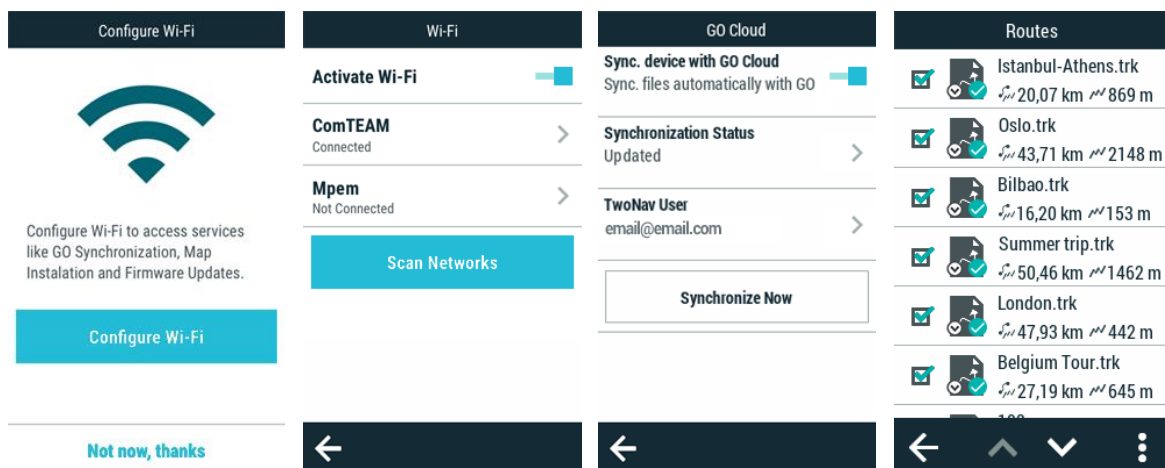 Configure Wi-Fi
Configure Wi-Fi to access services
like GO Synchronization, Map
Instalation and Firmware Updates.
Configure Wi-Fi
Not now, thanks
Wi-Fi
Activate Wi-Fi
ComTEAM
Connected
Mpem
Not Connected
Scan Networks
GO Cloud
Sync. device with GO Cloud
Sync. files automatically with GO
Synchronization Status
Updated
TwoNav User
email@email.com
Synchronize Now
Routes
Istanbul-Athens.trk
20,07 km 869 m
Oslo.trk
43,71 km 2148 m
Bilbao.trk
16,20 km 153 m
Summer trip.trk
50,46 km 1462 m
London.trk
47,93 km 442 m
Belgium Tour.trk
27,19 km 645 m